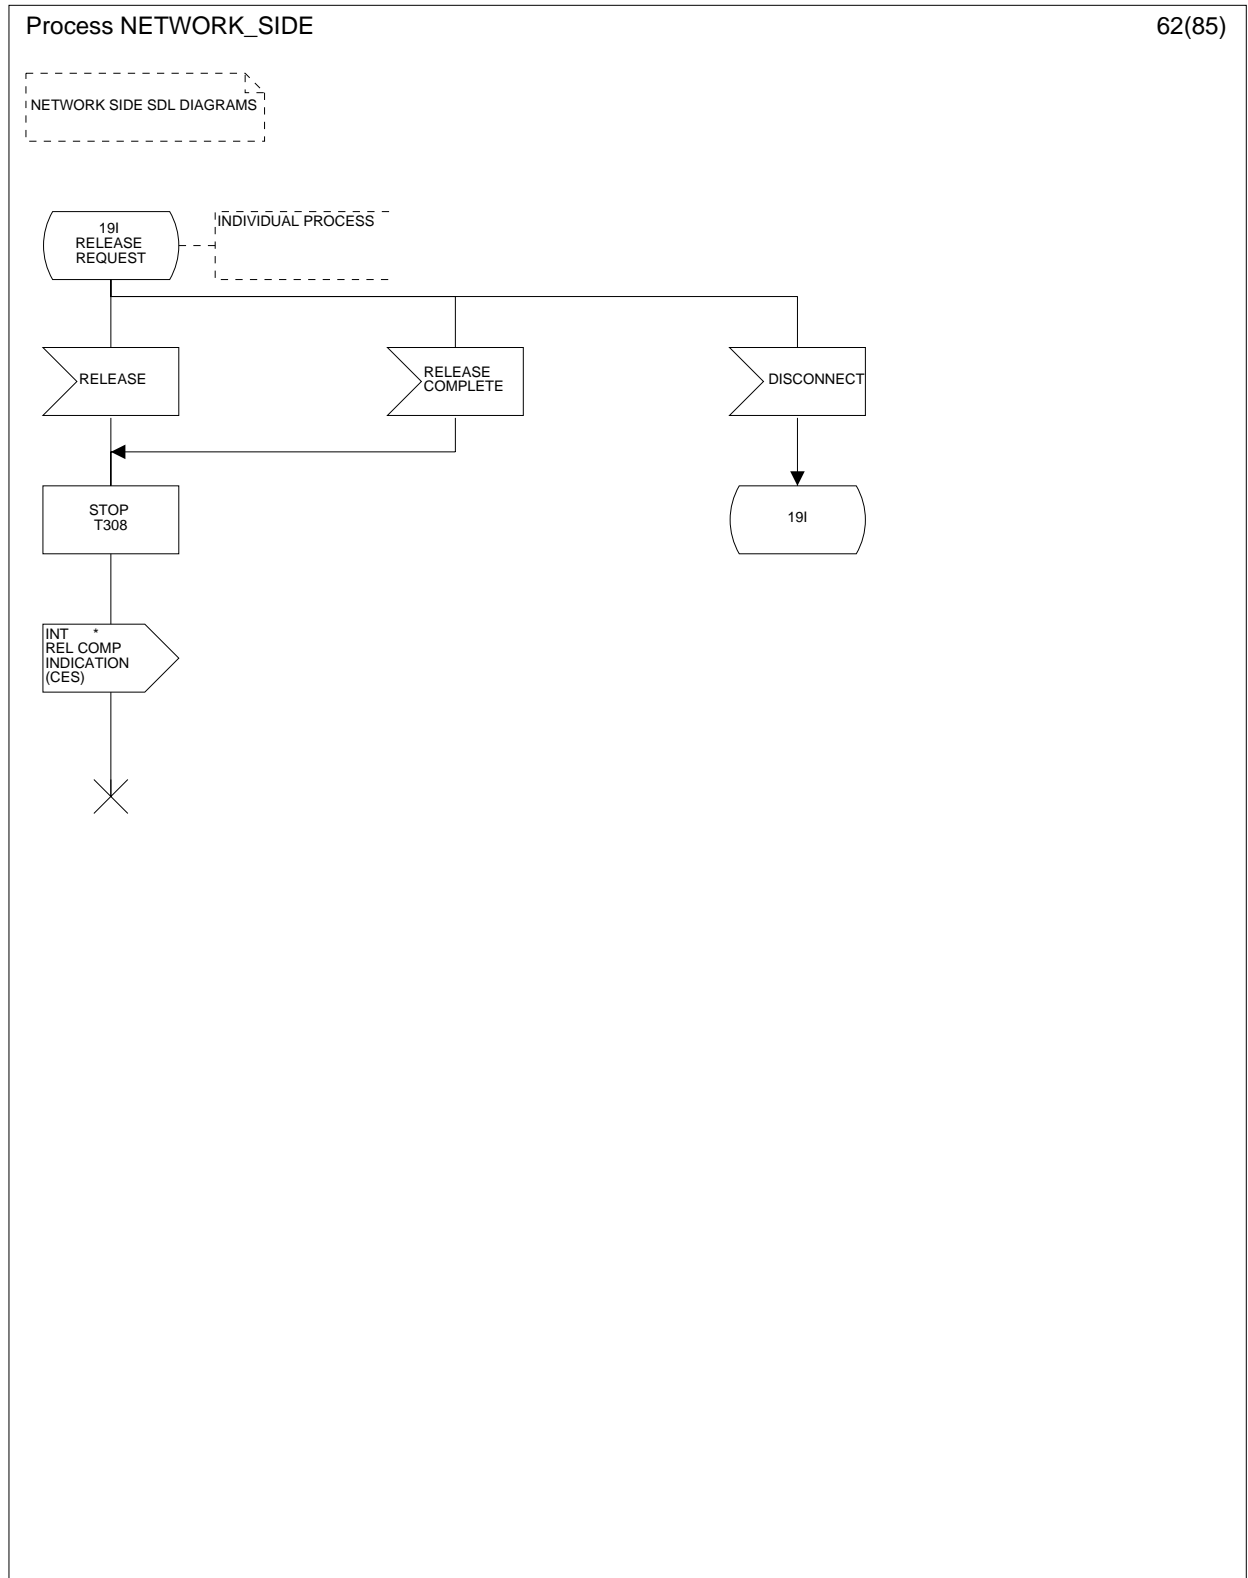 Process NETWORK_SIDE 62(85)
NETWORK SIDE SDL DIAGRAMS
19I
RELEASE
REQUEST
INDIVIDUAL PROCESS
RELEASE
RELEASE
COMPLETE
DISCONNECT
STOP
T308
19I
INT *
REL COMP
INDICATION
(CES)